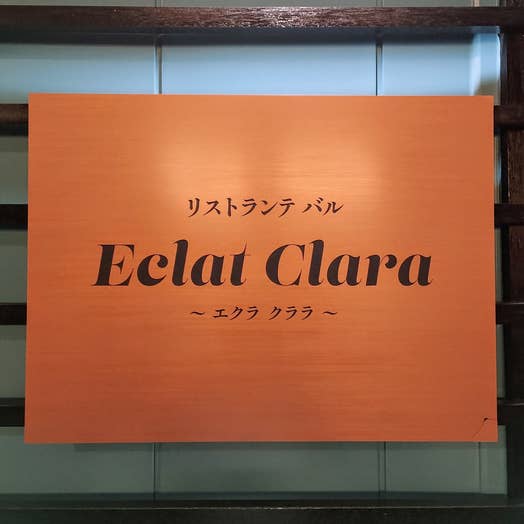 リストランテ バル
Eclat Clara
～ エクラ クララ ～